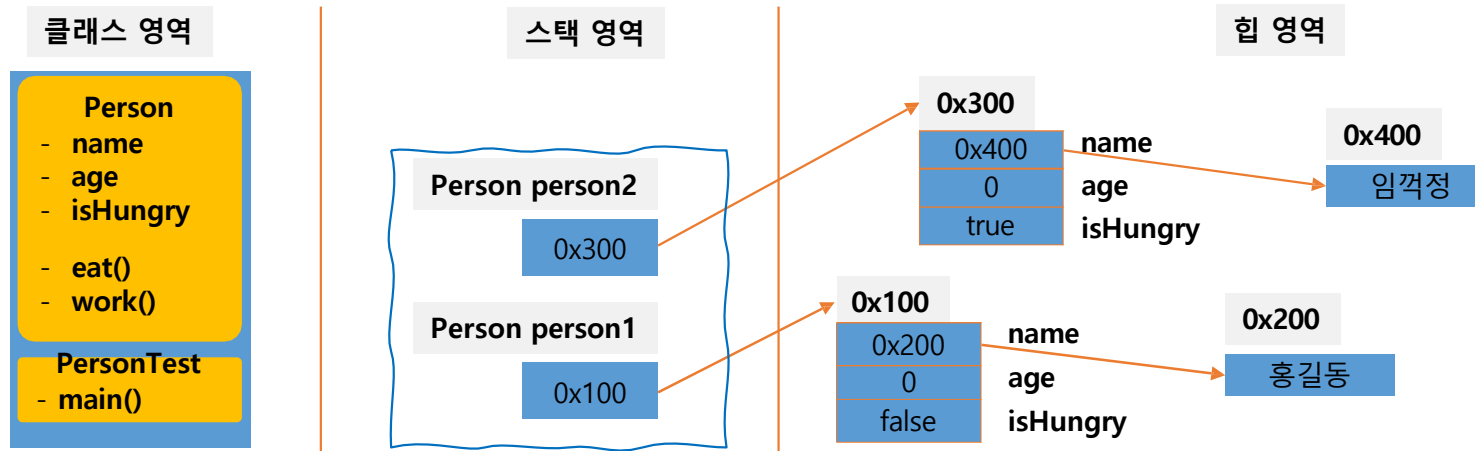 클래스 영역
Person
- name
- age
- isHungry
- eat()
- work()
PersonTest
- main()
스택 영역
Person person2
0x300
Person person1
0x100
힙 영역
0x300
0x400 name
0 age
true isHungry
0x400
임꺽정
0x100
0x200 name
0 age
false isHungry
0x200
홍길동